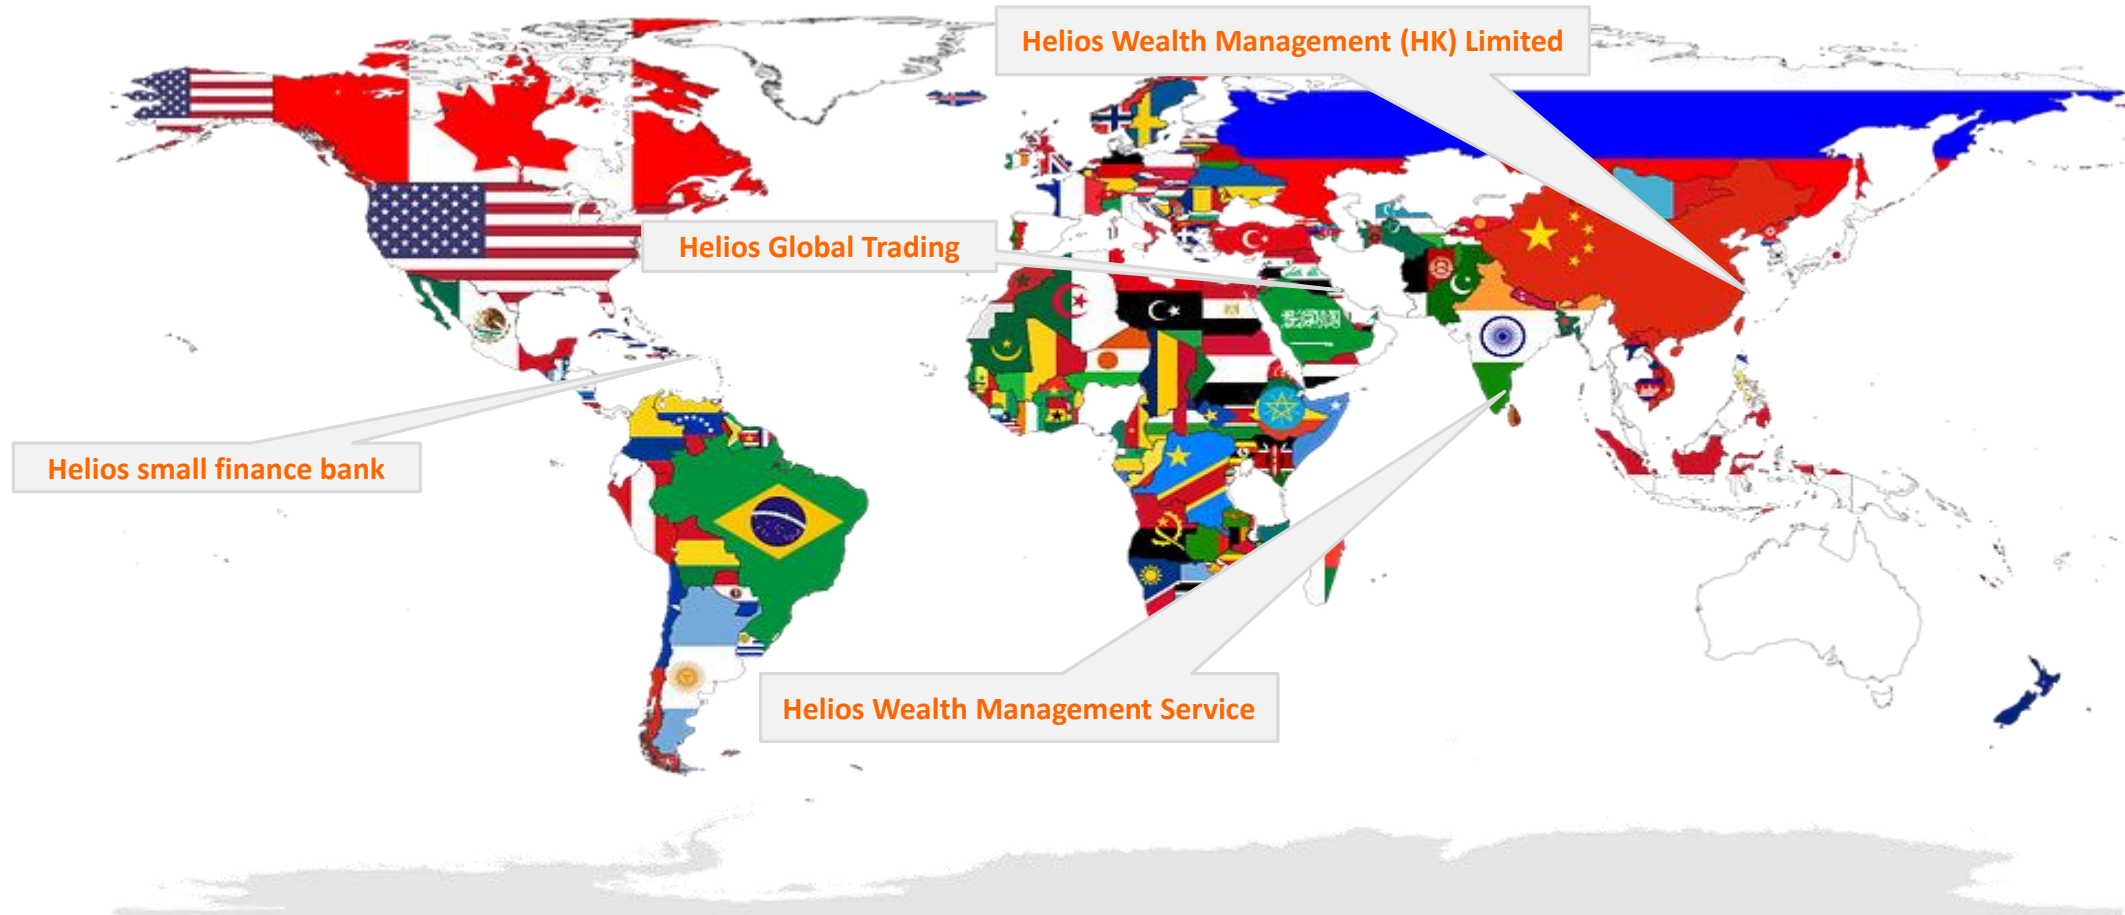 Helios Wealth Management (HK) Limited
Helios Global Trading
Helios small finance bank
Helios Wealth Management Service